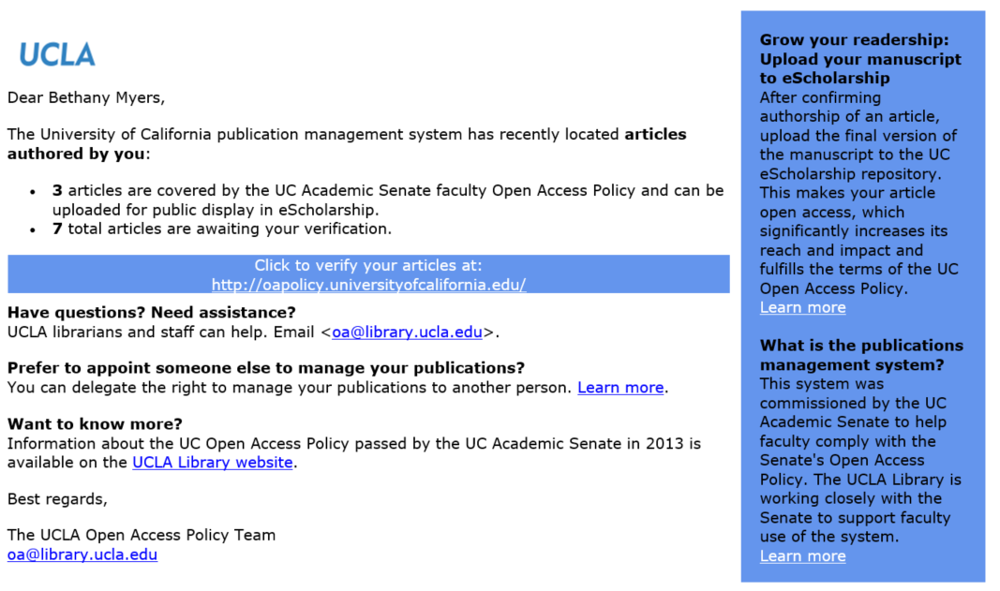 UCLA
Dear Bethany Myers,
The University of California publication management system has recently located articles
authored by you:
• 3 articles are covered by the UC Academic Senate faculty Open Access Policy and can be
uploaded for public display in eScholarship.
• 7 total articles are awaiting your verification.
Click to verify your articles at:
http://oapolicy.universityofcalifornia.edu/
Have questions? Need assistance?
UCLA librarians and staff can help. Email <oa@library.ucla.edu>.
Prefer to appoint someone else to manage your publications?
You can delegate the right to manage your publications to another person. Learn more.
Want to know more?
Information about the UC Open Access Policy passed by the UC Academic Senate in 2013 is
available on the UCLA Library website.
Best regards,
The UCLA Open Access Policy Team
oa@library.ucla.edu
Grow your readership:
Upload your manuscript
to eScholarship
After confirming
authorship of an article,
upload the final version of
the manuscript to the UC
eScholarship repository.
This makes your article
open access, which
significantly increases its
reach and impact and
fulfills the terms of the UC
Open Access Policy.
Learn more
What is the publications
management system?
This system was
commissioned by the UC
Academic Senate to help
faculty comply with the
Senate's Open Access
Policy. The UCLA Library is
working closely with the
Senate to support faculty
use of the system.
Learn more